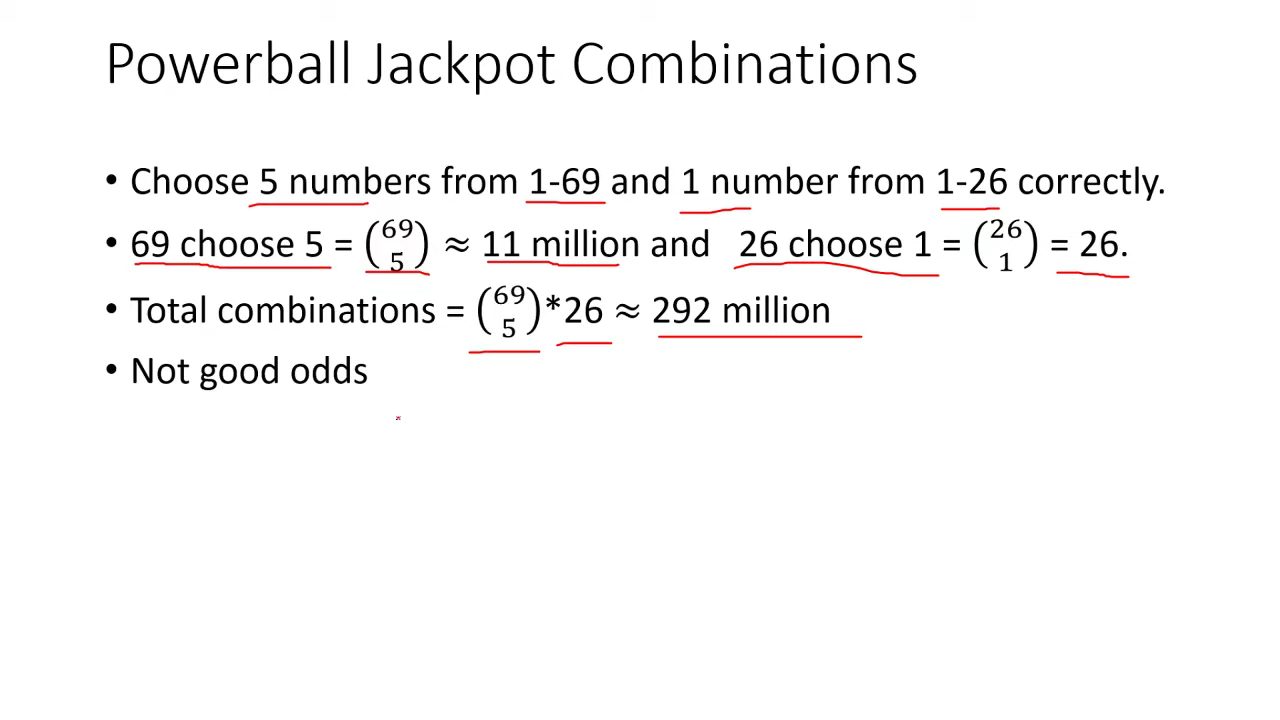 Powerball Jackpot Combinations
• Choose 5 numbers from 1-69 and 1 number from 1-26 correctly.
• 69 choose 5 = (69 5) ≈ 11 million and 26 choose 1 = (26 1) = 26.
• Total combinations = (69 5)*26 ≈ 292 million
• Not good odds